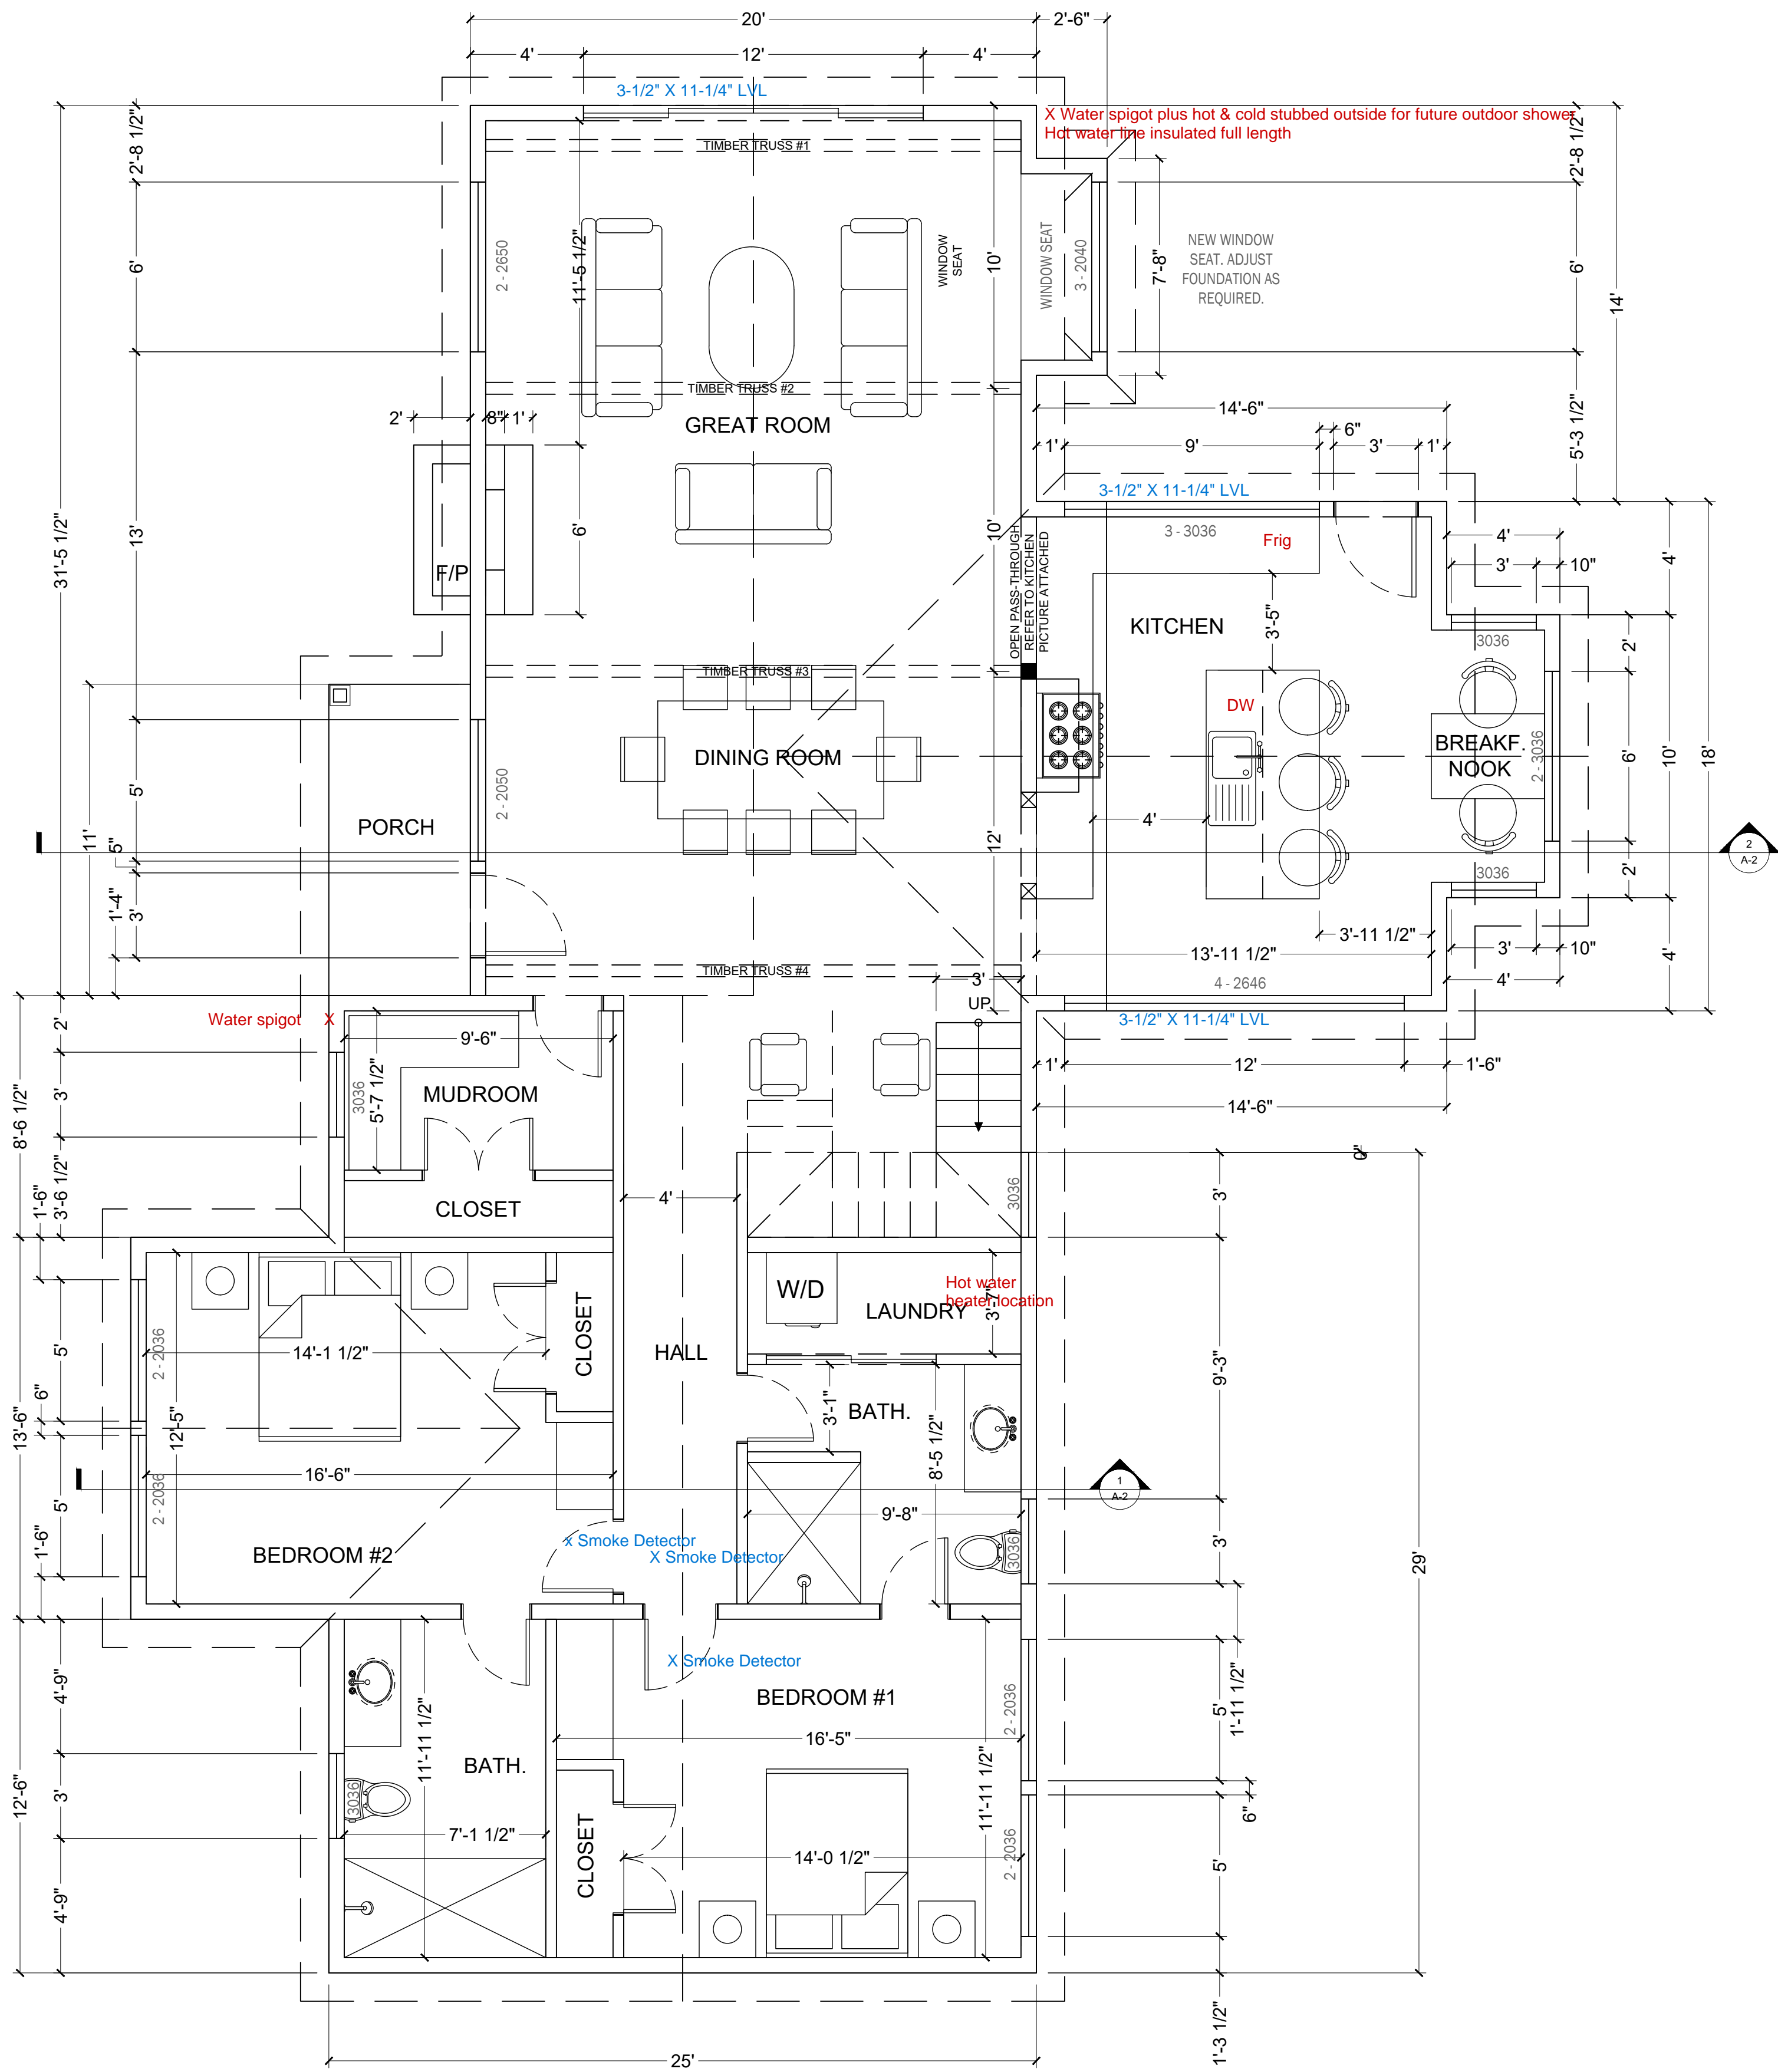 20'
2'-6"
4'
12'
4'
3-1/2" X 11-1/4" LVL
X Water spigot plus hot & cold stubbed outside for future outdoor shower
Hot water line insulated full length
2'-8 1/2"
2'-8 1/2"
TIMBER TRUSS #1
6'
2 - 2650
11'-5 1/2"
WINDOW
SEAT
10'
WINDOW SEAT
3 - 2040
7'-8"
NEW WINDOW
SEAT. ADJUST
FOUNDATION AS
REQUIRED.
6'
14'
TIMBER TRUSS #2
2'
8"
1'
GREAT ROOM
14'-6"
1'
9'
6"
3'
1'
5'-3 1/2"
3-1/2" X 11-1/4" LVL
31'-5 1/2"
13'
6'
10'
OPEN PASS-THROUGH
REFER TO KITCHEN
PICTURE ATTACHED
3 - 3036
Frig
4'
3'
10"
4'
F/P
KITCHEN
3'-5"
3036
2'
TIMBER TRUSS #3
DW
DINING ROOM
BREAKF.
NOOK
2 - 3036
6'
10'
18'
5'
2 - 2050
PORCH
11'
5"
12'
4'
2
A-2
3036
2'
1'-4"
3'
3'-11 1/2"
3'
10"
13'-11 1/2"
4'
TIMBER TRUSS #4
3'
4 - 2646
4'
UP
Water spigot X
3-1/2" X 11-1/4" LVL
2'
9'-6"
1'
12'
1'-6"
8'-6 1/2"
3'
3036
5'-7 1/2"
MUDROOM
14'-6"
0"
1'-6"
3'-6 1/2"
CLOSET
4'
3036
3'
W/D
Hot water
heater location
LAUNDRY
3'-7"
5'
2 - 2036
14'-1 1/2"
CLOSET
HALL
9'-3"
6"
12'-5"
3'-1"
BATH.
13'-6"
8'-5 1/2"
16'-6"
1
A-2
5'
2 - 2036
9'-8"
1'-6"
BEDROOM #2
x Smoke Detector
X Smoke Detector
3036
3'
29'
X Smoke Detector
4'-9"
BEDROOM #1
2 - 2036
5'
1'-11 1/2"
11'-11 1/2"
16'-5"
BATH.
11'-11 1/2"
12'-6"
3'
3036
6"
7'-1 1/2"
CLOSET
14'-0 1/2"
2 - 2036
5'
4'-9"
1'-3 1/2"
25'